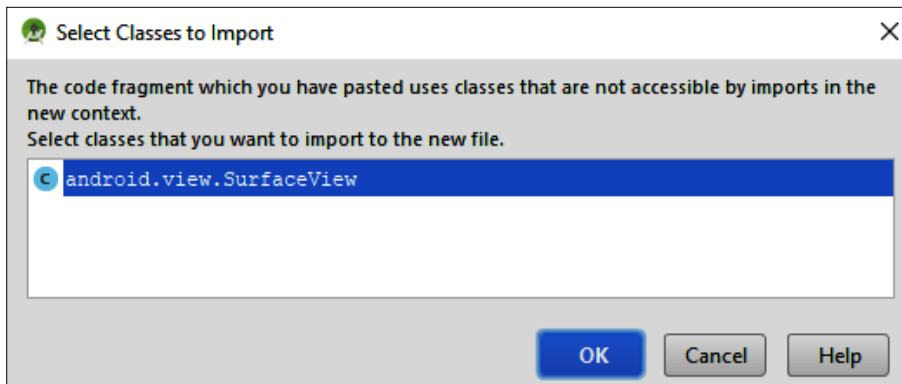 Select Classes to Import
The code fragment which you have pasted uses classes that are not accessible by imports in the
new context.
Select classes that you want to import to the new file.
C android.view.SurfaceView
OK Cancel Help